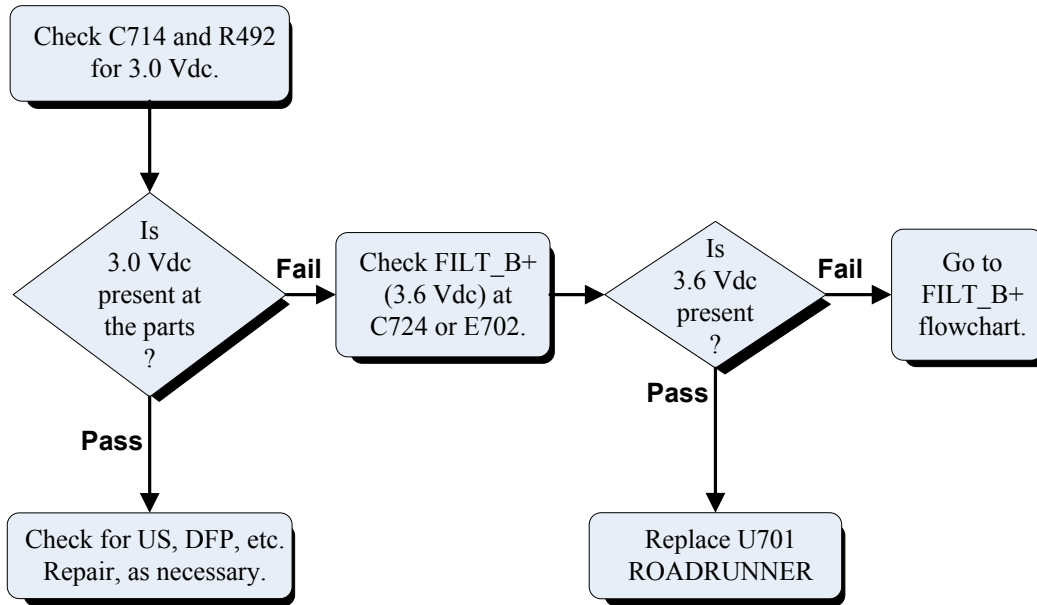 Check C714 and R492
for 3.0 Vdc.
Is
3.0 Vdc
present at
the parts
?
Fail
Check FILT_B+
(3.6 Vdc) at
C724 or E702.
Is
3.6 Vdc
present
?
Fail
Go to
FILT_B+
flowchart.
Pass
Check for US, DFP, etc.
Repair, as necessary.
Pass
Replace U701
ROADRUNNER